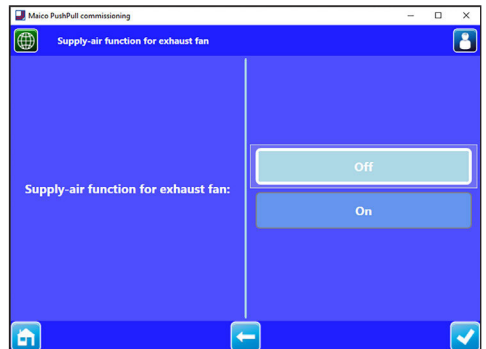 Maico PushPull commissioning
Supply-air function for exhaust fan
Supply-air function for exhaust fan:
Off
On